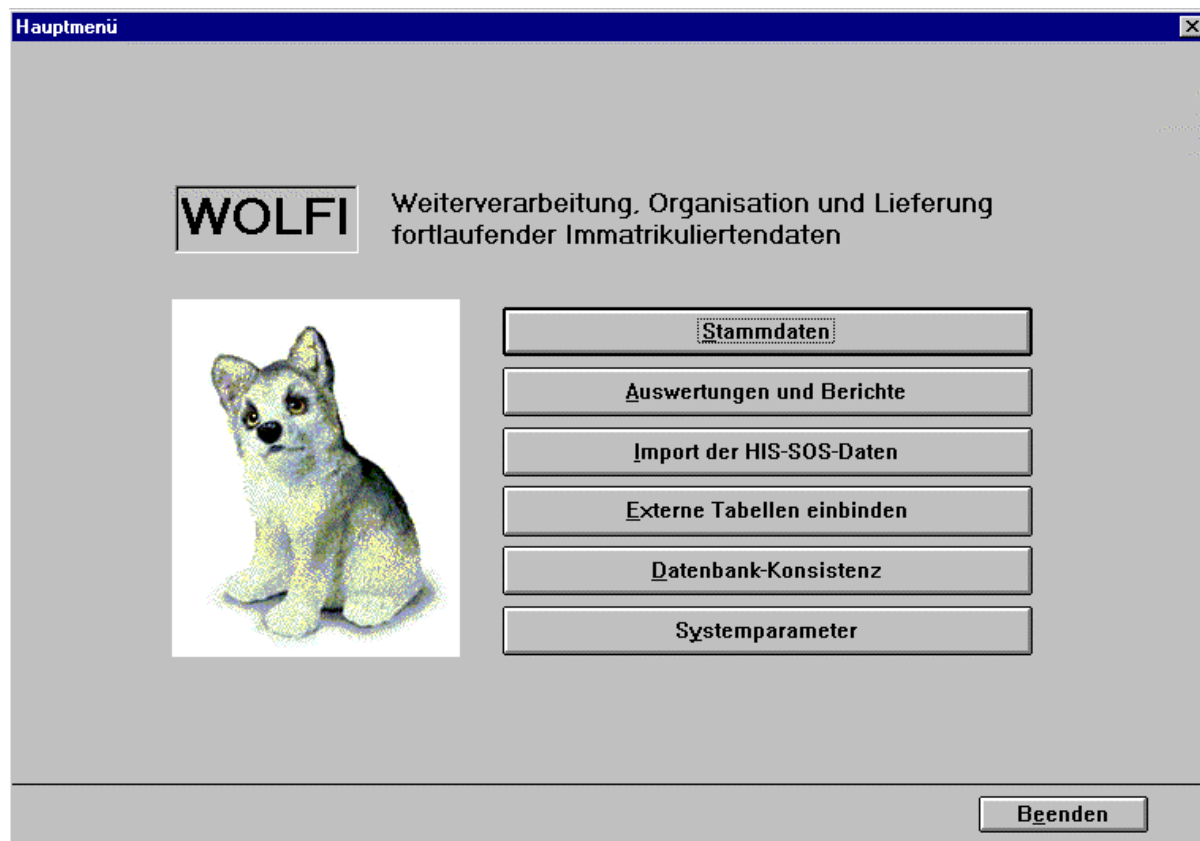 Hauptmenü
WOLFI
Weiterverarbeitung, Organisation und Lieferung
fortlaufender Immatrikuliertendaten
Stammdaten
Auswertungen und Berichte
Import der HIS-SOS-Daten
Externe Tabellen einbinden
Datenbank-Konsistenz
Systemparameter
Beenden